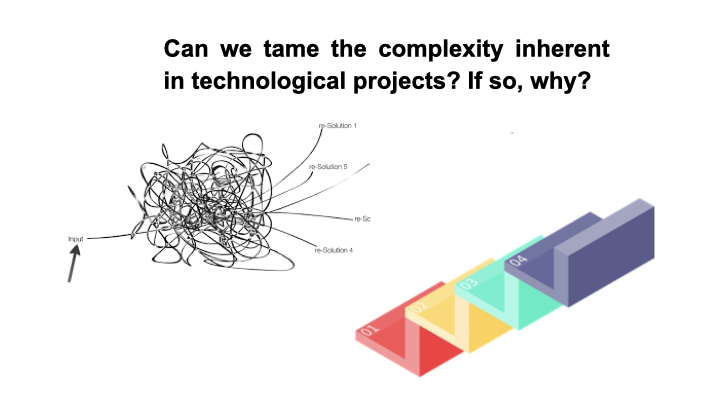 Can we tame the complexity inherent
in technological projects? If so, why?
re-Solution 1
re-Solution 5
re-Sc
Input
re-Solution 4
01
02
03
04